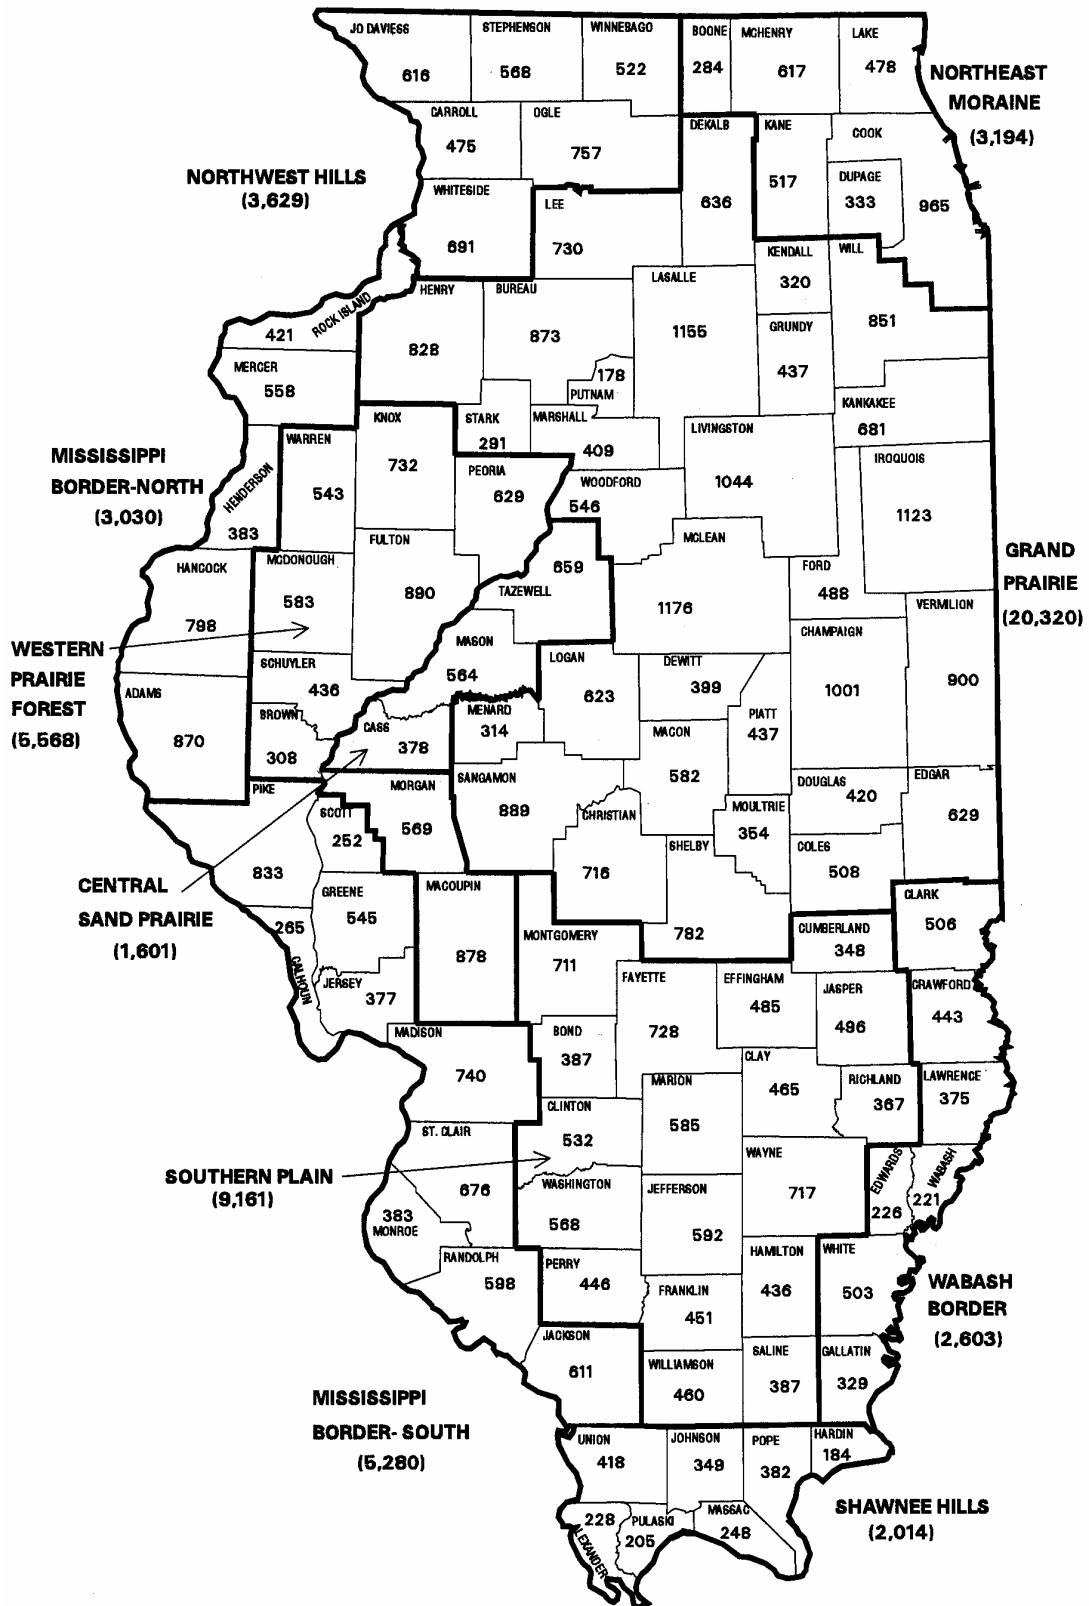 JO DAVIESS
616
STEPHENSON
568
WINNEBAGO
522
BOONE
284
MCHENRY
617
LAKE
478
NORTHEAST
MORAINE
(3,194)
CARROLL
475
OGLE
757
DEKALB
636
KANE
517
COOK
965
DUPAGE
333
NORTHWEST HILLS
(3,629)
WHITESIDE
691
LEE
730
KENDALL
320
WILL
851
ROCK ISLAND
421
HENRY
828
BUREAU
873
LASALLE
1155
GRUNDY
437
MERCER
558
178
PUTNAM
KANKAKEE
681
KNOX
732
STARK
291
MARSHALL
409
LIVINGSTON
1044
IROQUOIS
1123
MISSISSIPPI
BORDER-NORTH
(3,030)
HENDERSON
383
WARREN
543
PEORIA
629
WOODFORD
546
MCLEAN
1176
FORD
488
GRAND
PRAIRIE
(20,320)
HANCOCK
798
MCDONOUGH
583
FULTON
890
659
TAZEWELL
VERMILION
900
CHAMPAIGN
1001
WESTERN
PRAIRIE
FOREST
(5,568)
ADAMS
870
SCHUYLER
436
MASON
564
LOGAN
623
DEWITT
399
PIATT
437
BROWN
308
CASS
378
MENARD
314
MACON
582
PIKE
833
SCOTT
252
MORGAN
569
SANGAMON
889
CHRISTIAN
716
MOULTRIE
354
DOUGLAS
420
EDGAR
629
SHELBY
782
COLES
508
CENTRAL
SAND PRAIRIE
(1,601)
265
CALHOUN
GREENE
545
MACOUPIN
878
MONTGOMERY
711
CUMBERLAND
348
CLARK
506
JERSEY
377
FAYETTE
728
EFFINGHAM
485
JASPER
496
CRAWFORD
443
MADISON
740
BOND
387
CLAY
465
RICHLAND
367
LAWRENCE
375
MARION
585
CLINTON
532
ST. CLAIR
676
SOUTHERN PLAIN
(9,161)
WASHINGTON
568
JEFFERSON
592
WAYNE
717
EDWARDS
226
WABASH
221
383
MONROE
RANDOLPH
598
PERRY
446
HAMILTON
436
WHITE
503
WABASH
BORDER
(2,603)
FRANKLIN
451
JACKSON
611
WILLIAMSON
460
SALINE
387
GALLATIN
329
MISSISSIPPI
BORDER- SOUTH
(5,280)
UNION
418
JOHNSON
349
POPE
382
HARDIN
184
SHAWNEE HILLS
(2,014)
228
ALEXANDER
PULASKI
205
MASSAC
248